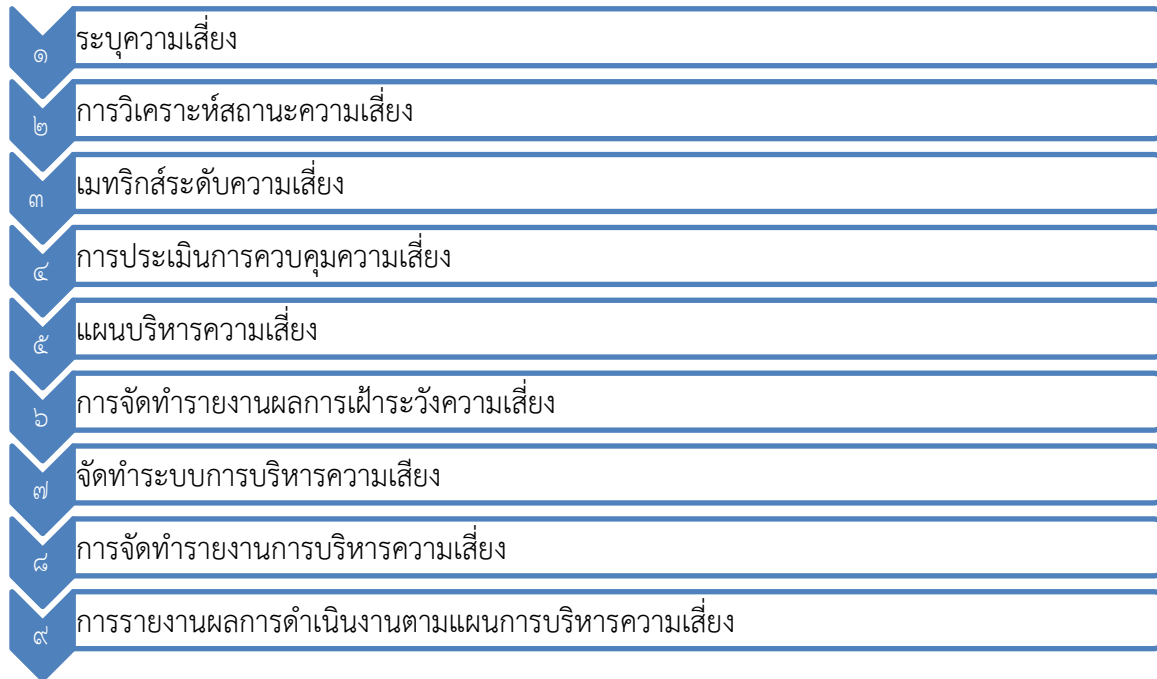 ๑ ระบุความเสี่ยง
๒ การวิเคราะห์สถานะความเสี่ยง
๓ เมทริกส์ระดับความเสี่ยง
๔ การประเมินการควบคุมความเสี่ยง
๕ แผนบริหารความเสี่ยง
๖ การจัดทำรายงานผลการเฝ้าระวังความเสี่ยง
๗ จัดทำระบบการบริหารความเสียง
๘ การจัดทำรายงานการบริหารความเสี่ยง
๙ การรายงานผลการดำเนินงานตามแผนการบริหารความเสี่ยง